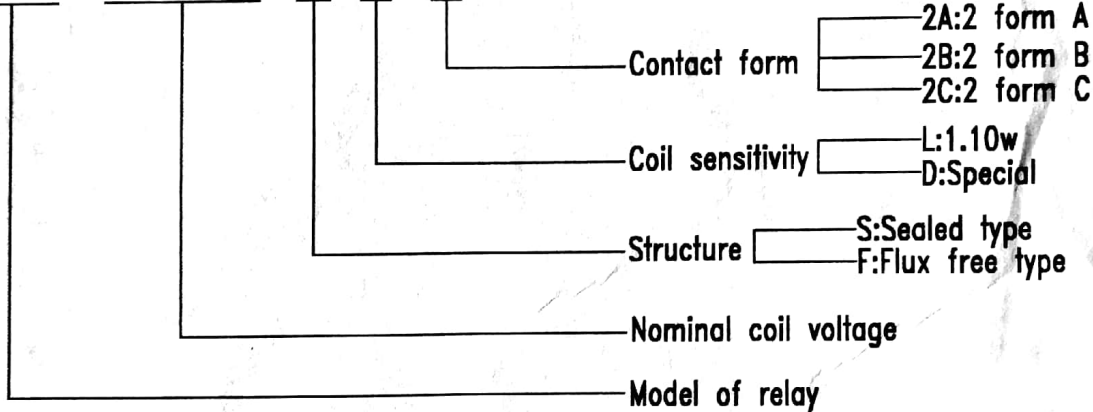 2A:2 form A
Contact form
2B:2 form B
2C:2 form C
L:1.10w
Coil sensitivity
D:Special
S:Sealed type
Structure
F:Flux free type
Nominal coil voltage
Model of relay